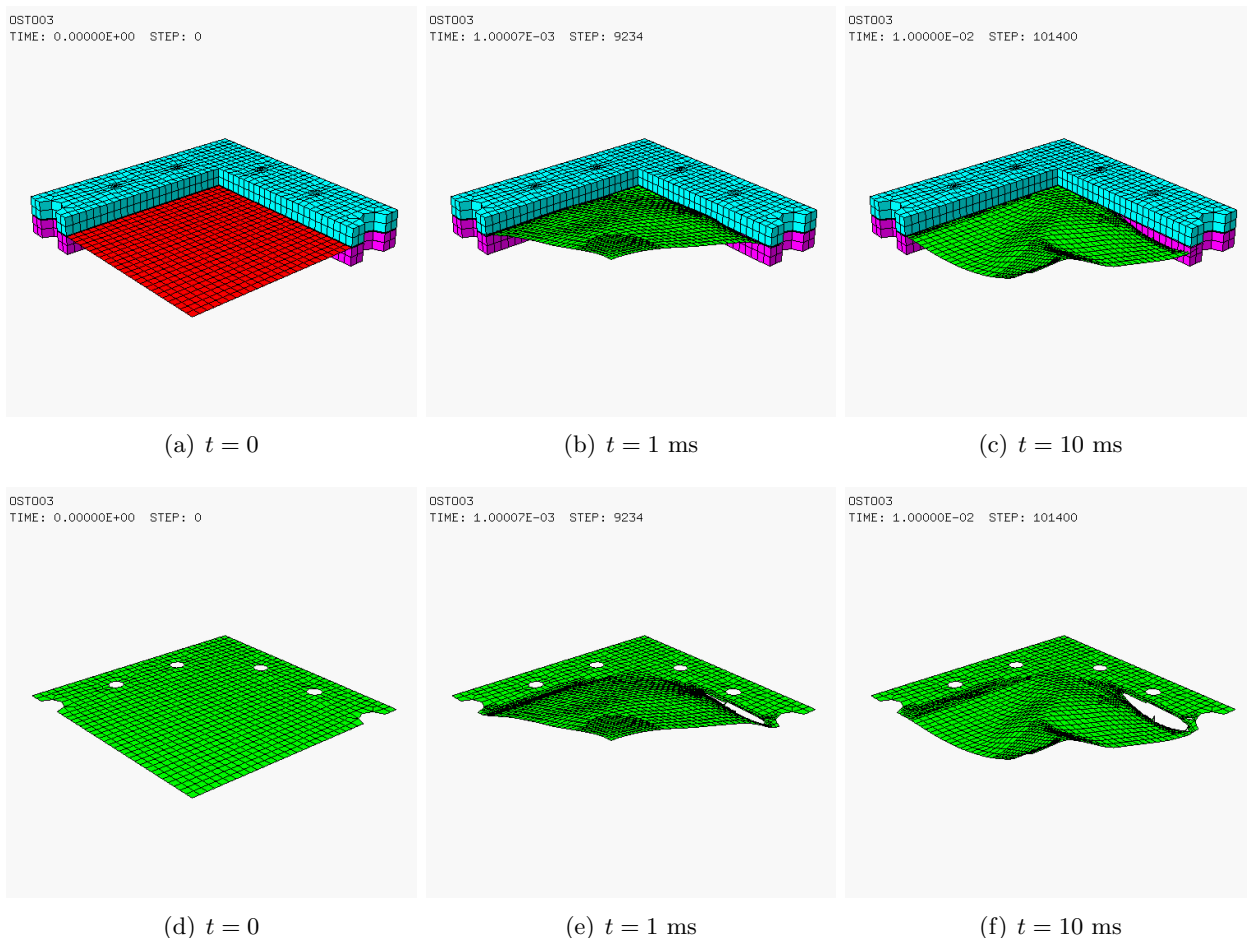 OST003
TIME: 0.00000E+00 STEP: 0
OST003
TIME: 1.00007E-03 STEP: 9234
OST003
TIME: 1.00000E-02 STEP: 101400
(a) t = 0
(b) t = 1 ms
(c) t = 10 ms
OST003
TIME: 0.00000E+00 STEP: 0
OST003
TIME: 1.00007E-03 STEP: 9234
OST003
TIME: 1.00000E-02 STEP: 101400
(d) t = 0
(e) t = 1 ms
(f) t = 10 ms